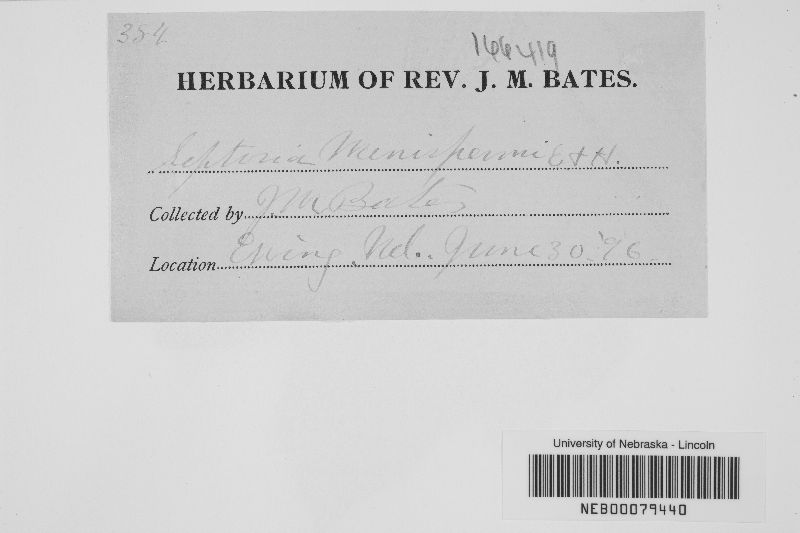 354
166419
HERBARIUM OF REV. J. M. BATES.
Septoria Menispermi E & H.
Collected by J M Bates
Location Ewing, Neb. June 30 '96
University of Nebraska - Lincoln
NEB00079440